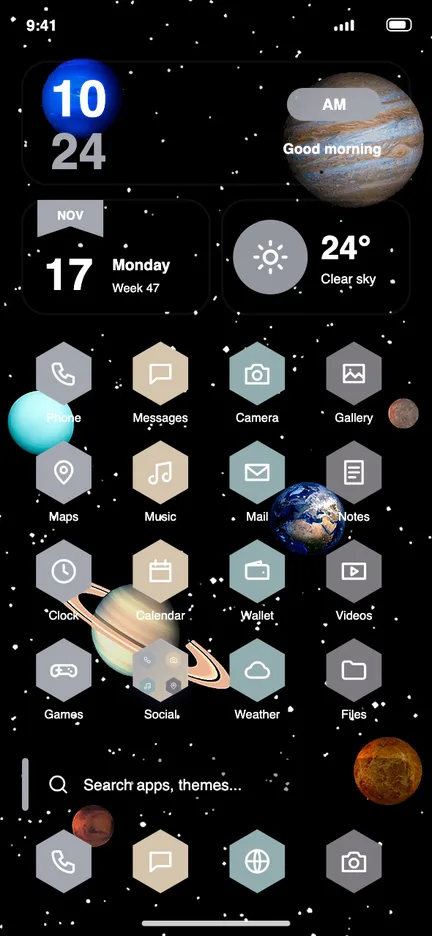 9:41
10
24
AM
Good morning
NOV
17
Monday
Week 47
24°
Clear sky
Phone
Messages
Camera
Gallery
Maps
Music
Mail
Notes
Clock
Calendar
Wallet
Videos
Games
Social
Weather
Files
Search apps, themes...